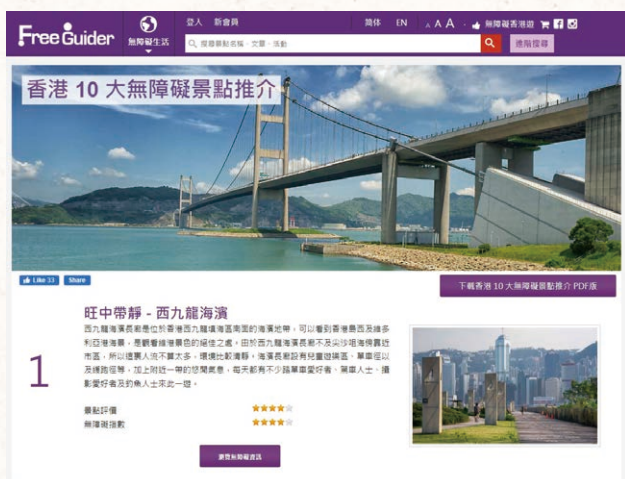 Free Guider
無障礙生活
登人 新會員
簡体 EN A A A 無障礙香港遊
搜尋景點名稱、文章、活動
進階搜尋
香港 10 大無障礙景點推介
Like 33 Share
下載香港 10 大無障礙景點推介 PDF版
1
旺中帶靜 - 西九龍海濱
西九龍海濱長廊是位於香港西九龍填海區南面的海濱地帶，可以看到香港島西及維多
利亞港海景，是觀看維港景色的絕佳之處。由於西九龍海濱長廊不及尖沙咀海傍靠近
市區，所以這裏人流不算太多，環境比較清靜。海濱長廊設有兒童遊樂區、單車徑以
及緩跑徑等，加上附近一帶的悠閒氣息，每天都有不少踏單車愛好者、駕車人士、攝
影愛好者及釣魚人士來此一遊。
景點評價
無障礙指數
瀏覽無障礙資訊